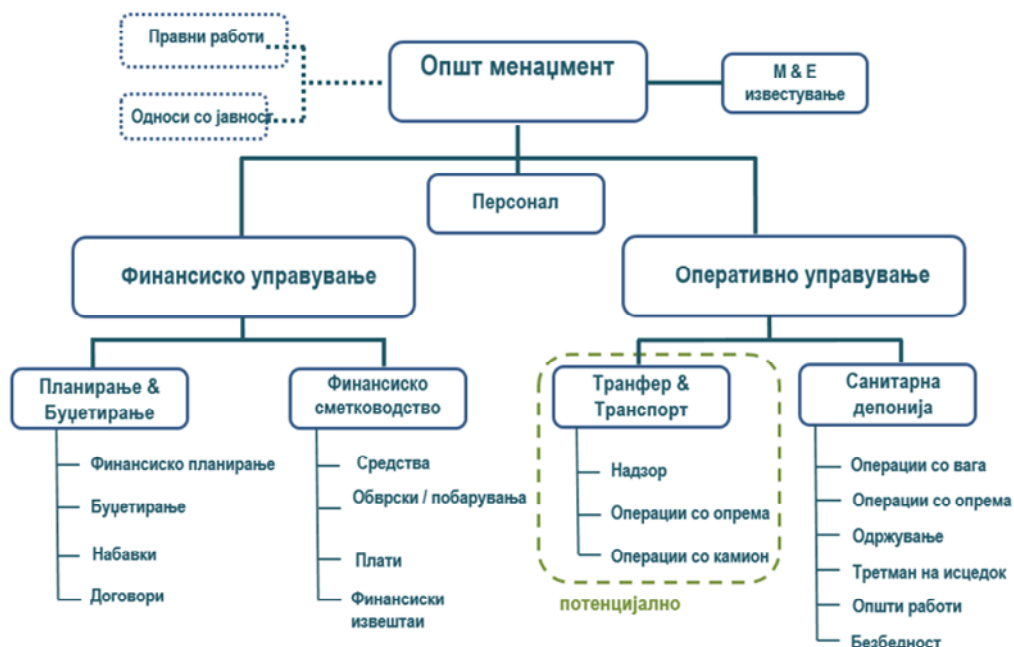 Правни работи
Односи со јавност
Општ менаџмент
М & Е
известување
Персонал
Финансиско управување
Оперативно управување
Планирање &
Буџетирање
Финансиско планирање
Буџетирање
Набавки
Договори
Финансиско
сметководство
Средства
Обврски / побарувања
Плати
Финансиски
извештаи
Транфер &
Транспорт
Надзор
Операции со опрема
Операции со камион
потенцијално
Санитарна
депонија
Операции со вага
Операции со опрема
Одржување
Третман на исцедок
Општи работи
Безбедност